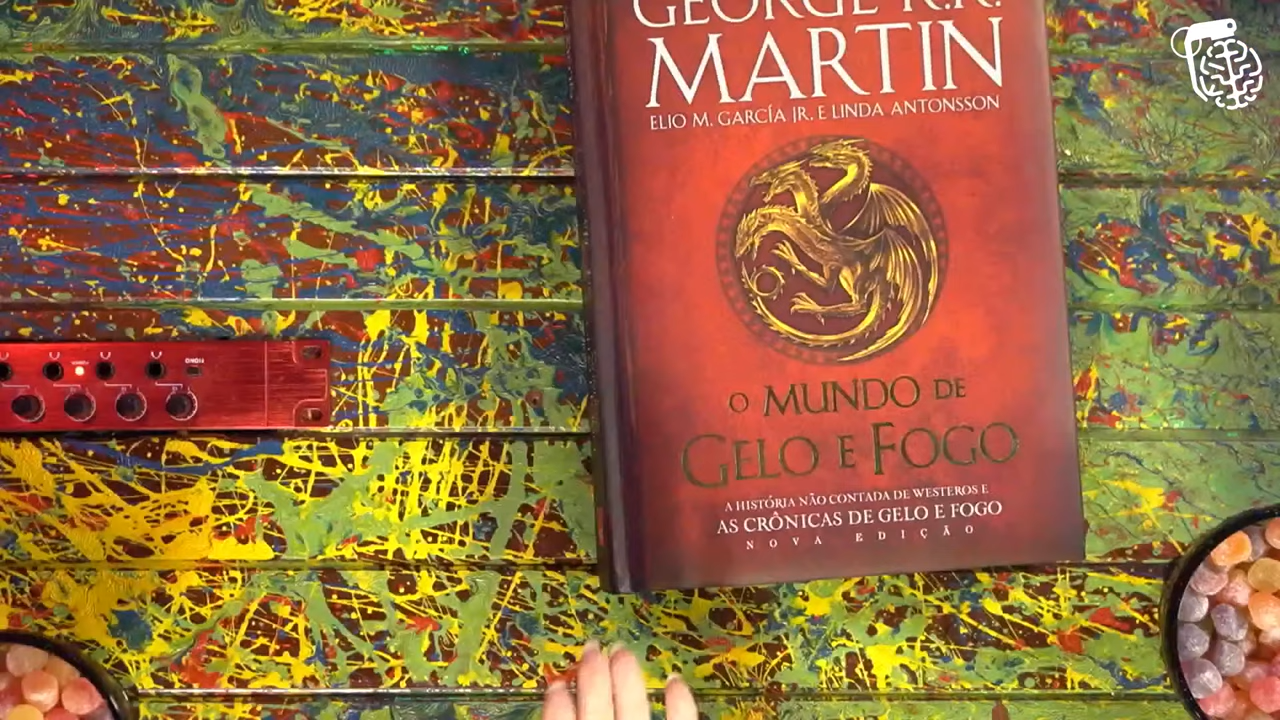 GEORGE R.R.
MARTIN
ELIO M. GARCÍA JR. E LINDA ANTONSSON
O MUNDO DE
GELO E FOGO
A HISTÓRIA NÃO CONTADA DE WESTEROS E
AS CRÔNICAS DE GELO E FOGO
NOVA EDIÇÃO